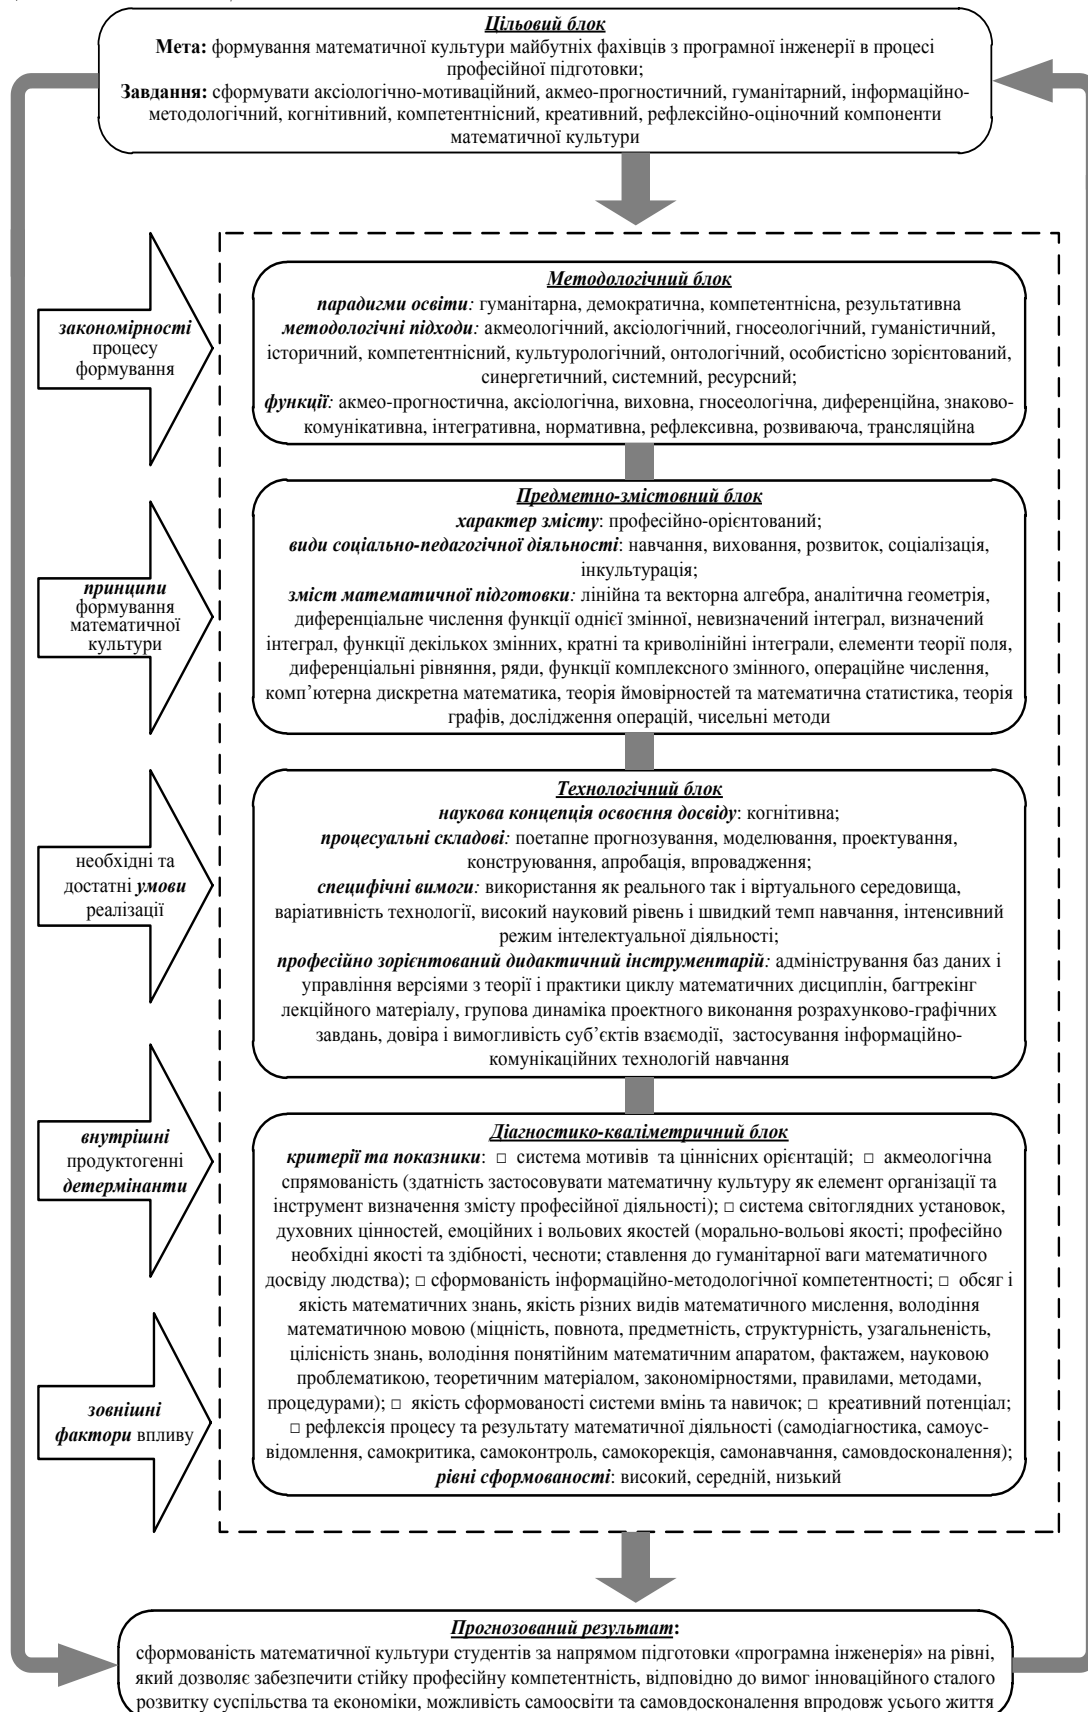 Цільовий блок
Мета: формування математичної культури майбутніх фахівців з програмної інженерії в процесі
професійної підготовки;
Завдання: сформувати аксіологічно-мотиваційний, акмео-прогностичний, гуманітарний, інформаційно-
методологічний, когнітивний, компетентнісний, креативний, рефлексійно-оціночний компоненти
математичної культури
закономірності
процесу
формування
Методологічний блок
парадигми освіти: гуманітарна, демократична, компетентнісна, результативна
методологічні підходи: акмеологічний, аксіологічний, гносеологічний, гуманістичний,
історичний, компетентнісний, культурологічний, онтологічний, особистісно зорієнтований,
синергетичний, системний, ресурсний;
функції: акмео-прогностична, аксіологічна, виховна, гносеологічна, диференційна, знаково-
комунікативна, інтегративна, нормативна, рефлексивна, розвиваюча, трансляційна
принципи
формування
математичної
культури
Предметно-змістовний блок
характер змісту: професійно-орієнтований;
види соціально-педагогічної діяльності: навчання, виховання, розвиток, соціалізація,
інкультурація;
зміст математичної підготовки: лінійна та векторна алгебра, аналітична геометрія,
диференціальне числення функції однієї змінної, невизначений інтеграл, визначений
інтеграл, функції декількох змінних, кратні та криволінійні інтеграли, елементи теорії поля,
диференціальні рівняння, ряди, функції комплексного змінного, операційне числення,
комп’ютерна дискретна математика, теорія ймовірностей та математична статистика, теорія
графів, дослідження операцій, чисельні методи
необхідні та
достатні умови
реалізації
Технологічний блок
наукова концепція освоєння досвіду: когнітивна;
процесуальні складові: поетапне прогнозування, моделювання, проектування,
конструювання, апробація, впровадження;
специфічні вимоги: використання як реального так і віртуального середовища,
варіативність технології, високий науковий рівень і швидкий темп навчання, інтенсивний
режим інтелектуальної діяльності;
професійно зорієнтований дидактичний інструментарій: адміністрування баз даних і
управління версіями з теорії і практики циклу математичних дисциплін, багтрекінг
лекційного матеріалу, групова динаміка проектного виконання розрахунково-графічних
завдань, довіра і вимогливість суб’єктів взаємодії, застосування інформаційно-
комунікаційних технологій навчання
внутрішні
продуктогенні
детермінанти
зовнішні
фактори впливу
Діагностико-кваліметричний блок
критерії та показники: □ система мотивів та ціннісних орієнтацій; □ акмеологічна
спрямованість (здатність застосовувати математичну культуру як елемент організації та
інструмент визначення змісту професійної діяльності); □ система світоглядних установок,
духовних цінностей, емоційних і вольових якостей (морально-вольові якості; професійно
необхідні якості та здібності, чесноти; ставлення до гуманітарної ваги математичного
досвіду людства); □ сформованість інформаційно-методологічної компетентності; □ обсяг і
якість математичних знань, якість різних видів математичного мислення, володіння
математичною мовою (міцність, повнота, предметність, структурність, узагальненість,
цілісність знань, володіння понятійним математичним апаратом, фактажем, науковою
проблематикою, теоретичним матеріалом, закономірностями, правилами, методами,
процедурами); □ якість сформованості системи вмінь та навичок; □ креативний потенціал;
□ рефлексія процесу та результату математичної діяльності (самодіагностика, самоус-
відомлення, самокритика, самоконтроль, самокорекція, самонавчання, самовдосконалення);
рівні сформованості: високий, середній, низький
Прогнозований результат:
сформованість математичної культури студентів за напрямом підготовки «програмна інженерія» на рівні,
який дозволяє забезпечити стійку професійну компетентність, відповідно до вимог інноваційного сталого
розвитку суспільства та економіки, можливість самоосвіти та самовдосконалення впродовж усього життя